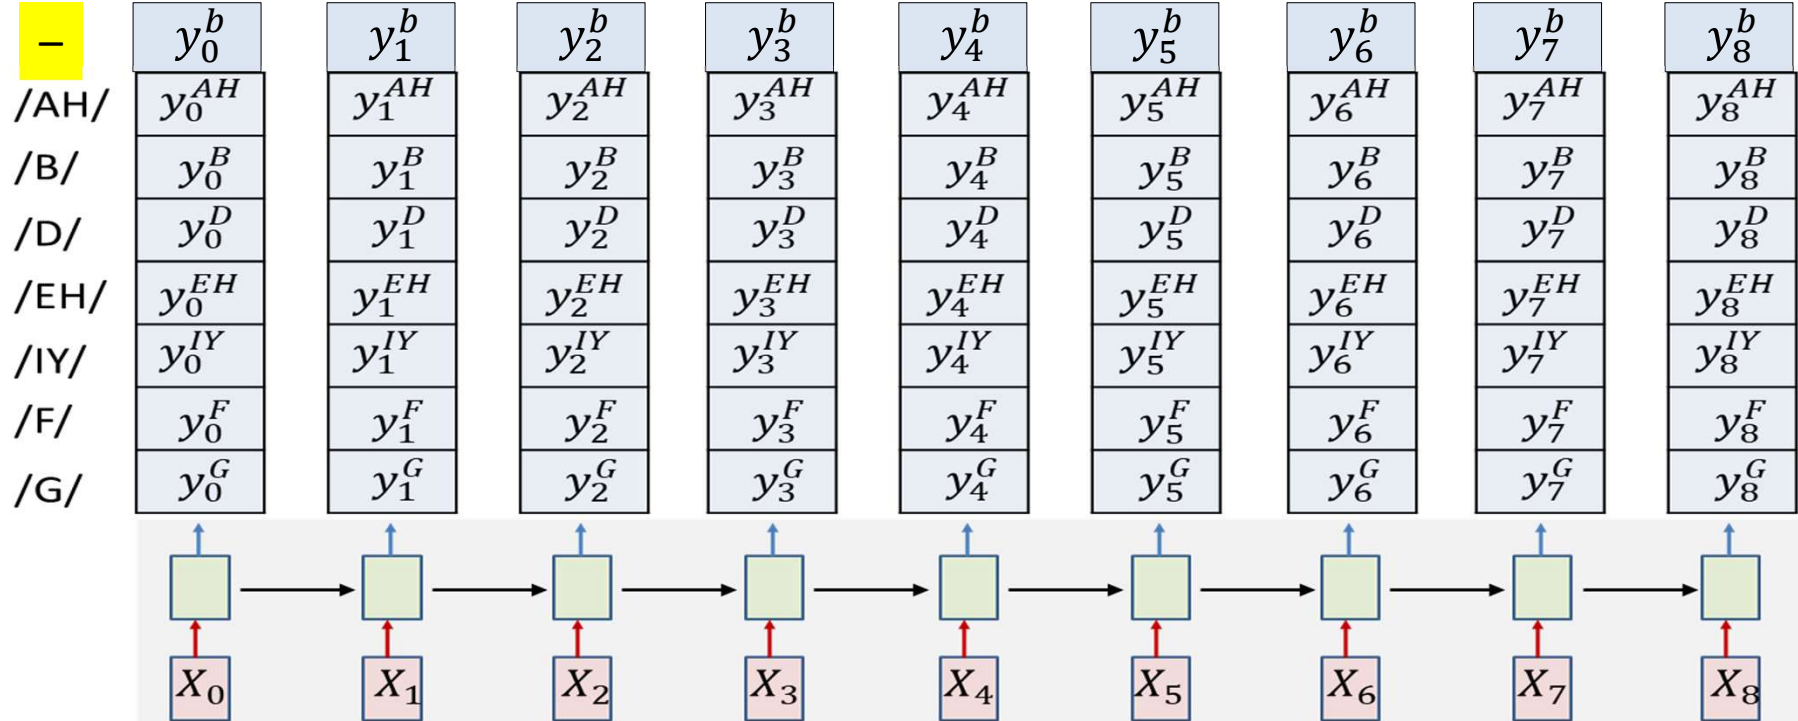 – y_0^b y_1^b y_2^b y_3^b y_4^b y_5^b y_6^b y_7^b y_8^b
/AH/ y_0^{AH} y_1^{AH} y_2^{AH} y_3^{AH} y_4^{AH} y_5^{AH} y_6^{AH} y_7^{AH} y_8^{AH}
/B/ y_0^B y_1^B y_2^B y_3^B y_4^B y_5^B y_6^B y_7^B y_8^B
/D/ y_0^D y_1^D y_2^D y_3^D y_4^D y_5^D y_6^D y_7^D y_8^D
/EH/ y_0^{EH} y_1^{EH} y_2^{EH} y_3^{EH} y_4^{EH} y_5^{EH} y_6^{EH} y_7^{EH} y_8^{EH}
/IY/ y_0^{IY} y_1^{IY} y_2^{IY} y_3^{IY} y_4^{IY} y_5^{IY} y_6^{IY} y_7^{IY} y_8^{IY}
/F/ y_0^F y_1^F y_2^F y_3^F y_4^F y_5^F y_6^F y_7^F y_8^F
/G/ y_0^G y_1^G y_2^G y_3^G y_4^G y_5^G y_6^G y_7^G y_8^G
X_0 X_1 X_2 X_3 X_4 X_5 X_6 X_7 X_8